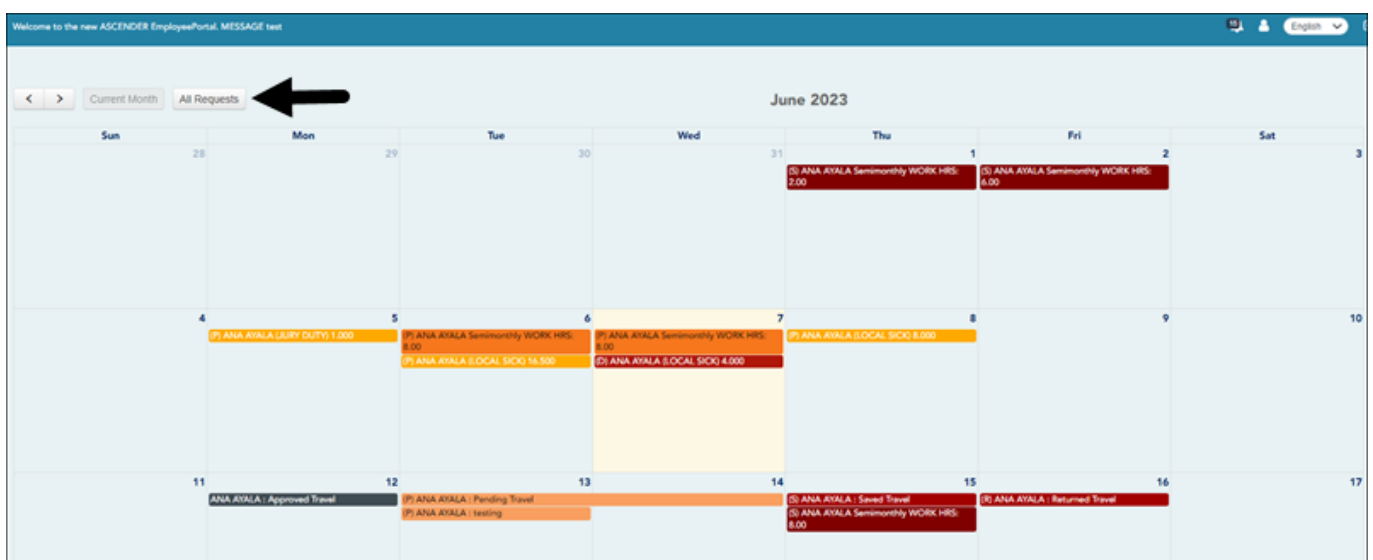 Welcome to the new ASCENDER EmployeePortal. MESSAGE test
15
English
< > Current Month All Requests
June 2023
Sun Mon Tue Wed Thu Fri Sat
28 29 30 31 1 2 3
(S) ANA AYALA Semimonthly WORK HRS: (S) ANA AYALA Semimonthly WORK HRS:
2.00 6.00
4 5 6 7 8 9 10
(P) ANA AYALA (JURY DUTY) 1.000 (P) ANA AYALA Semimonthly WORK HRS: (P) ANA AYALA Semimonthly WORK HRS: (P) ANA AYALA (LOCAL SICK) 8.000
8.00 8.00
(P) ANA AYALA (LOCAL SICK) 16.500 (D) ANA AYALA (LOCAL SICK) 4.000
11 12 13 14 15 16 17
ANA AYALA : Approved Travel (P) ANA AYALA : Pending Travel (S) ANA AYALA : Saved Travel (R) ANA AYALA : Returned Travel
(P) ANA AYALA : testing (S) ANA AYALA Semimonthly WORK HRS:
8.00